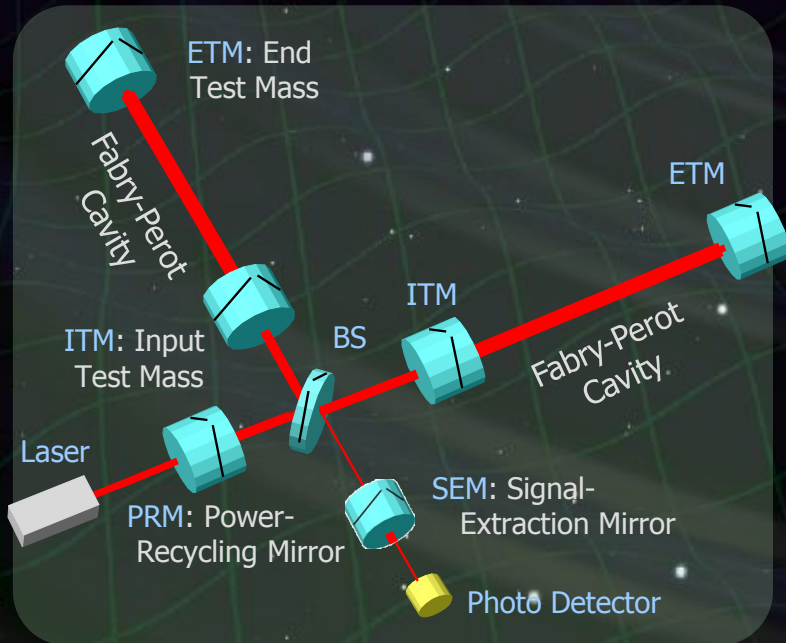 ETM: End
Test Mass
Fabry-Perot
Cavity
ETM
ITM
ITM: Input
Test Mass
BS
Fabry-Perot
Cavity
Laser
PRM: Power-
Recycling Mirror
SEM: Signal-
Extraction Mirror
Photo Detector